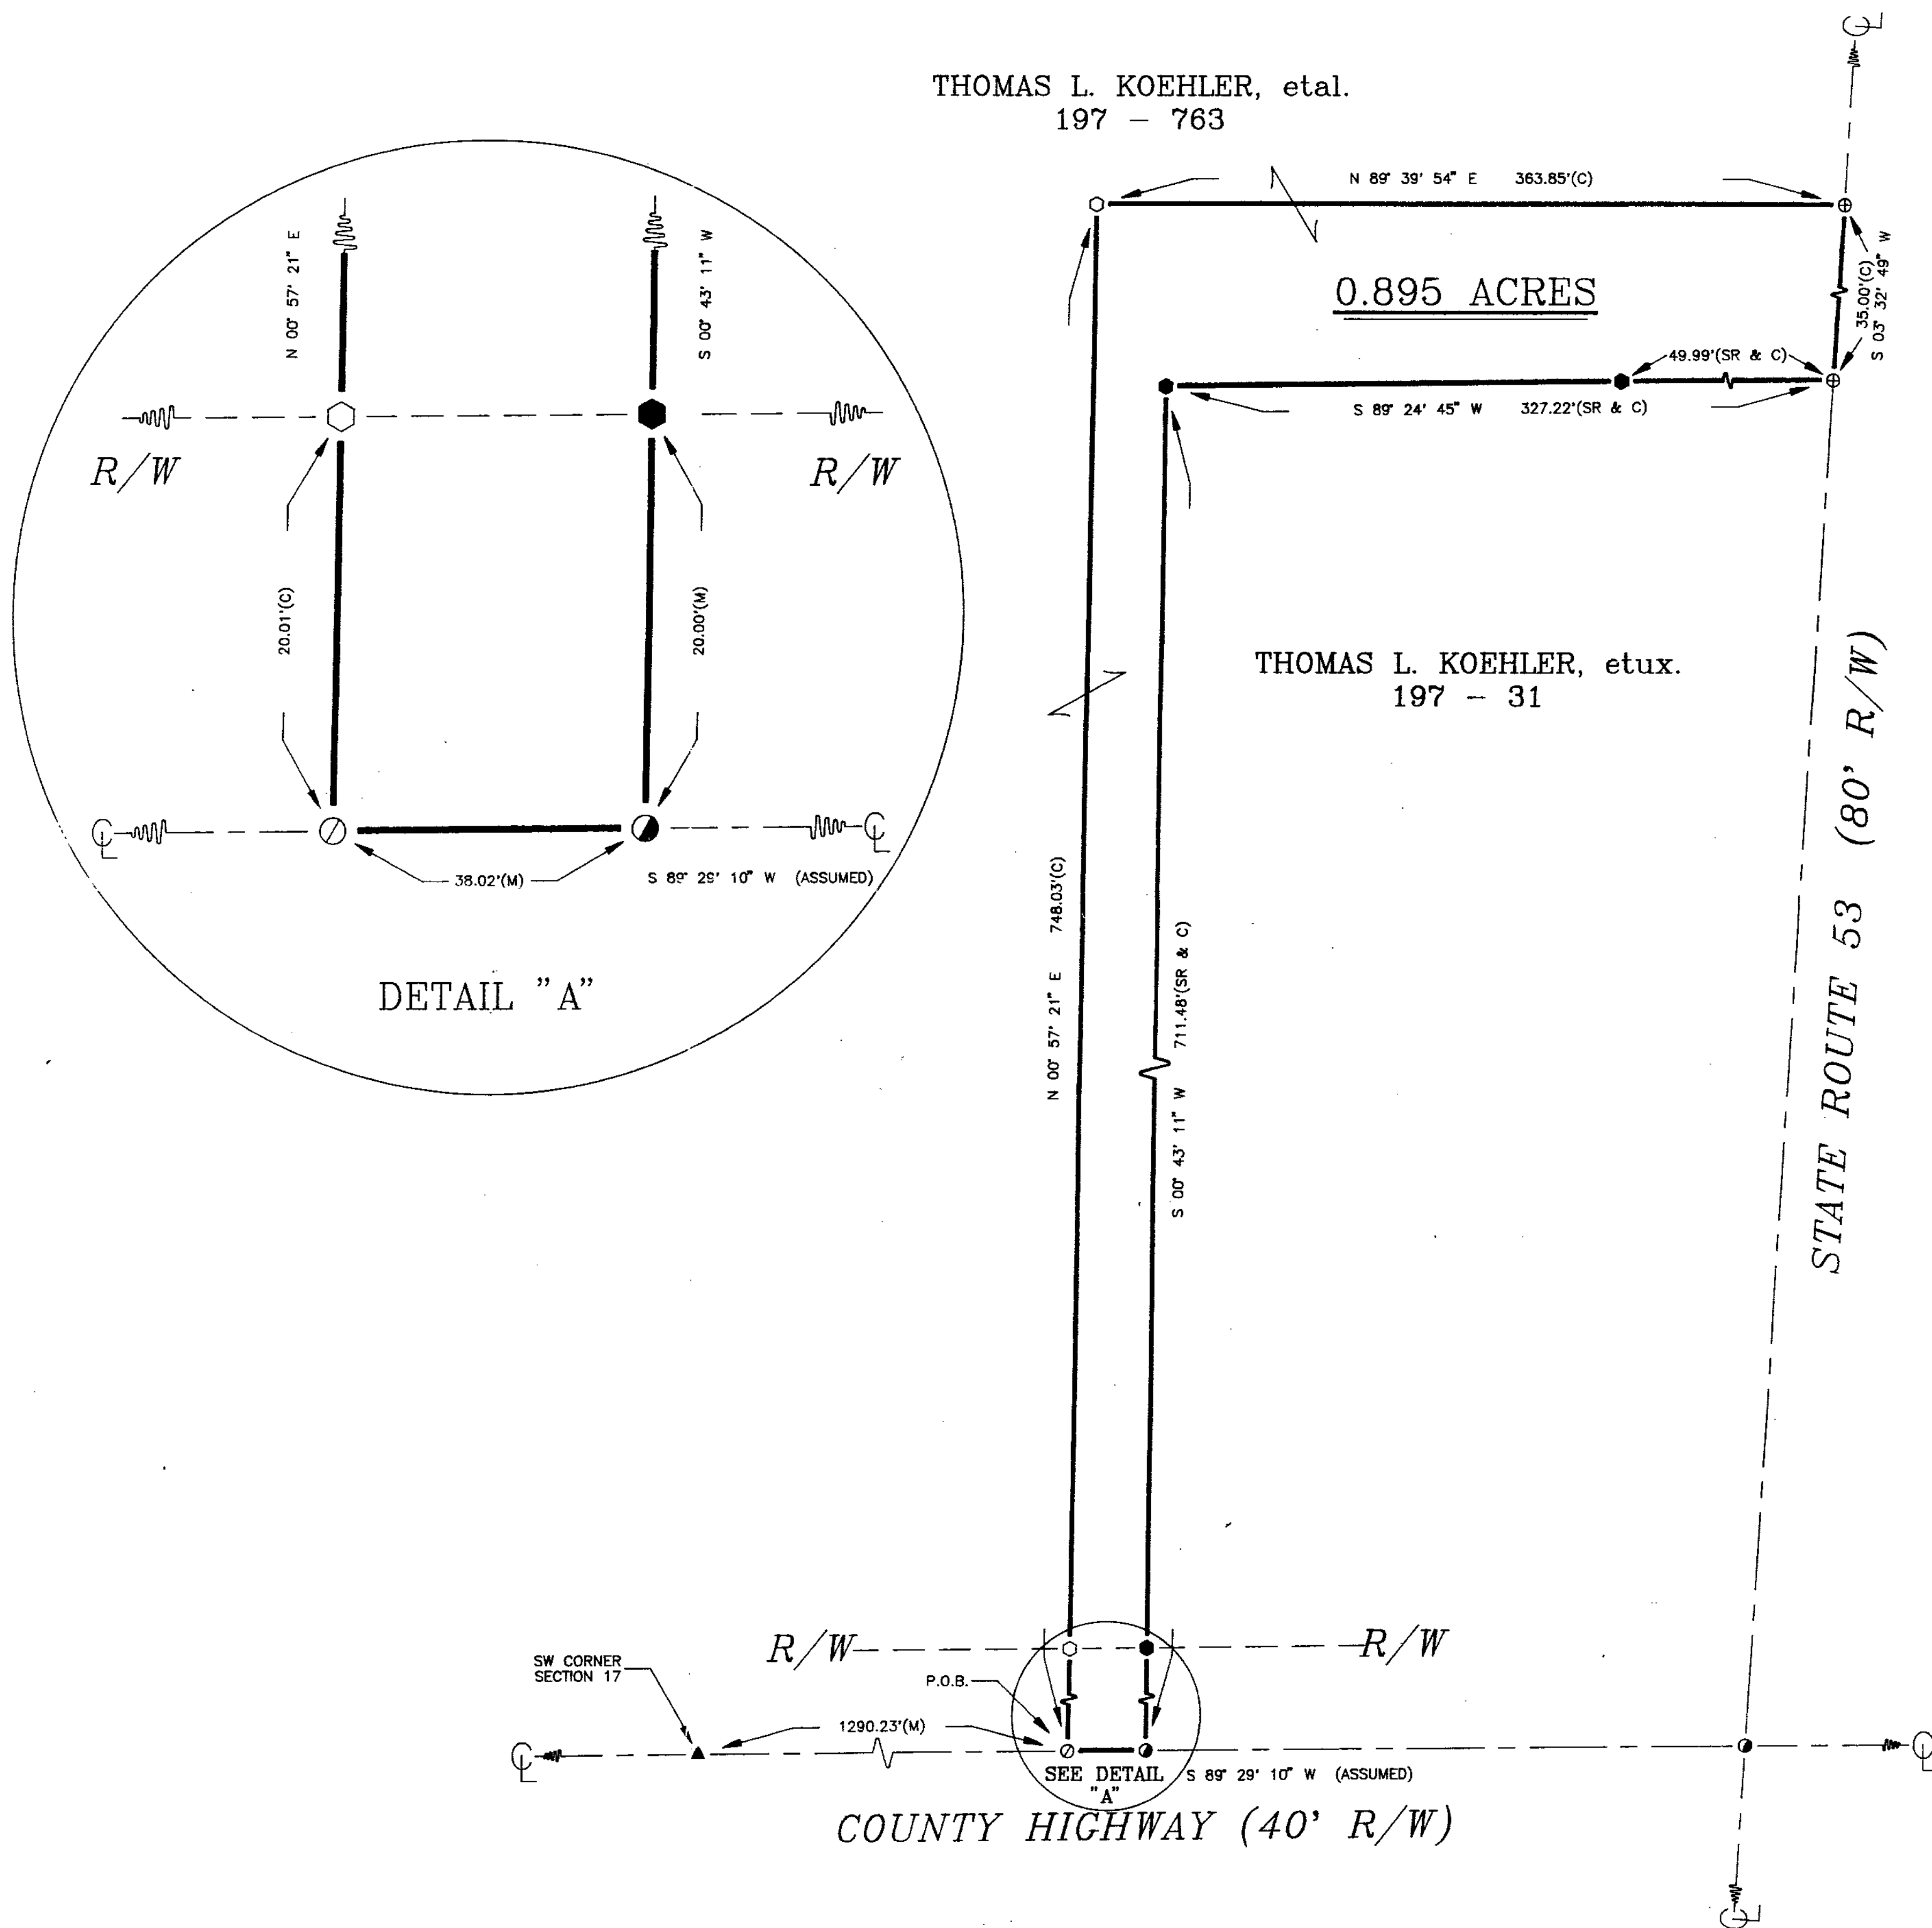 THOMAS L. KOEHLER, etal.
197 - 763
N 89° 39' 54" E 363.85'(C)
35.00'(C)
S 03° 32' 49" W
0.895 ACRES
49.99'(SR & C)
S 89° 24' 45" W 327.22'(SR & C)
N 00° 57' 21" E
S 00° 43' 11" W
R/W
R/W
20.01'(C)
20.00'(M)
38.02'(M)
S 89° 29' 10" W (ASSUMED)
DETAIL "A"
THOMAS L. KOEHLER, etux.
197 - 31
STATE ROUTE 53 (80' R/W)
N 00° 57' 21" E 748.03'(C)
S 00° 43' 11" W 711.48'(SR & C)
R/W
R/W
SW CORNER
SECTION 17
P.O.B.
1290.23'(M)
SEE DETAIL
"A"
S 89° 29' 10" W (ASSUMED)
COUNTY HIGHWAY (40' R/W)